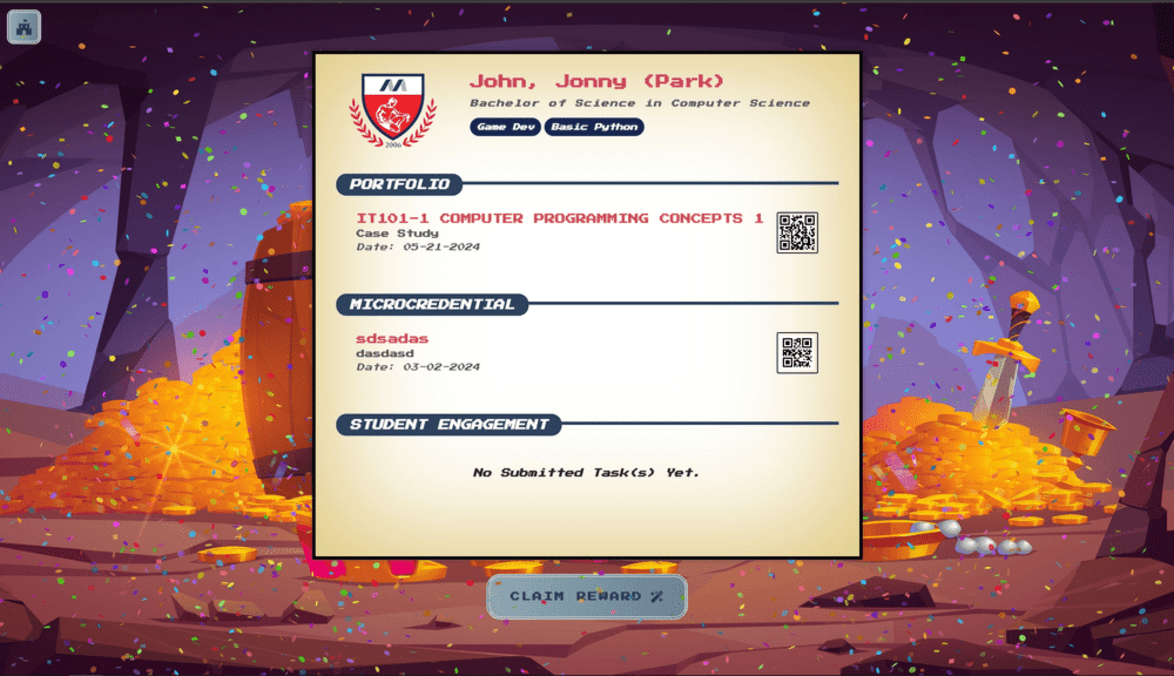 John, Jonny (Park)
Bachelor of Science in Computer Science
Game Dev Basic Python
2006
PORTFOLIO
IT101-1 COMPUTER PROGRAMMING CONCEPTS 1
Case Study
Date: 05-21-2024
MICROCREDENTIAL
sdsadas
dasdasd
Date: 03-02-2024
STUDENT ENGAGEMENT
No Submitted Task(s) Yet.
CLAIM REWARD